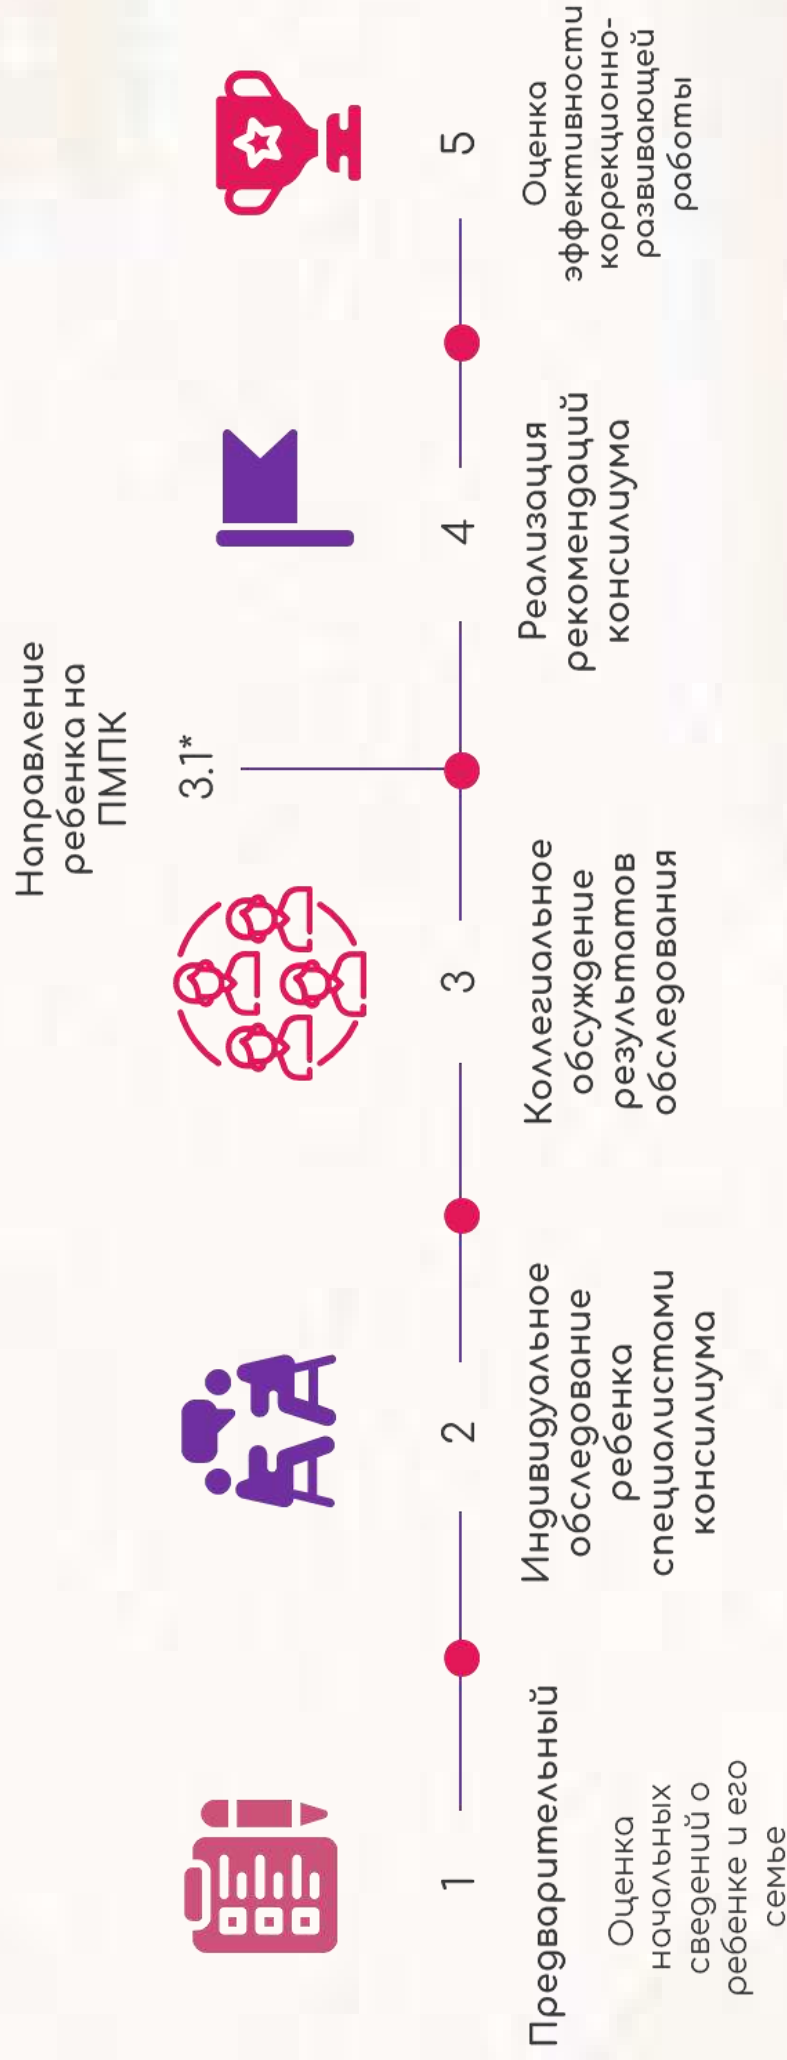 1
Предварительный
Оценка
начальных
сведений о
ребенке и его
семье
2
Индивидуальное
обследование
ребенка
специалистами
консилиума
3
Коллегиальное
обсуждение
результатов
обследования
Направление
ребенка на
ПМПК
3.1*
4
Реализация
рекомендаций
консилиума
5
Оценка
эффективности
коррекционно-
развивающей
работы